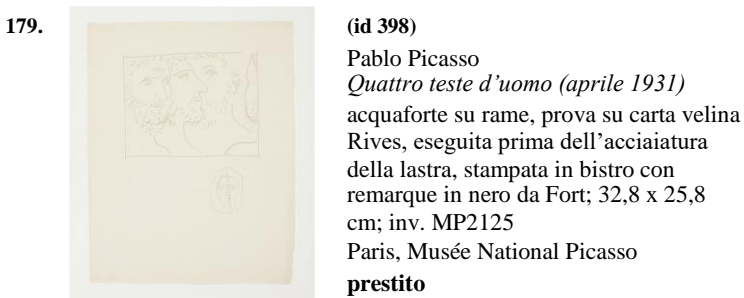 179.
(id 398)
Pablo Picasso
Quattro teste d’uomo (aprile 1931)
acquaforte su rame, prova su carta velina
Rives, eseguita prima dell’acciaiatura
della lastra, stampata in bistro con
remarque in nero da Fort; 32,8 x 25,8
cm; inv. MP2125
Paris, Musée National Picasso
prestito